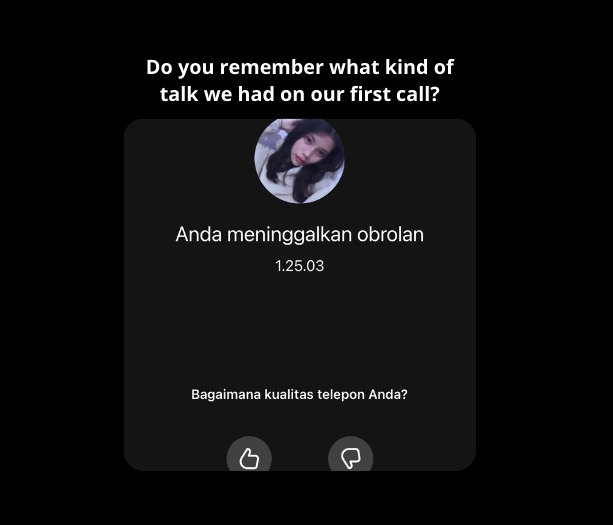 Do you remember what kind of
talk we had on our first call?
Anda meninggalkan obrolan
1.25.03
Bagaimana kualitas telepon Anda?